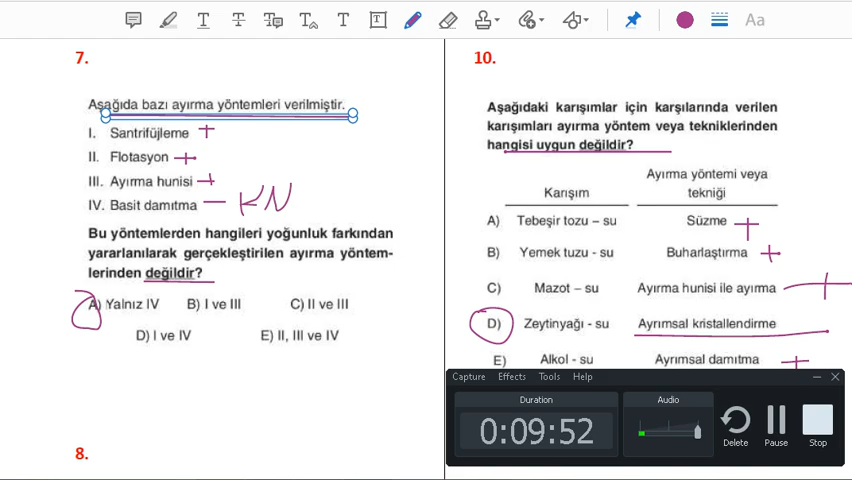 Aa
7.
Aşağıda bazı ayırma yöntemleri verilmiştir.
I. Santrifüjleme +
II. Flotasyon +
III. Ayırma hunisi +
IV. Basit damıtma — KN
Bu yöntemlerden hangileri yoğunluk farkından
yararlanılarak gerçekleştirilen ayırma yöntem-
lerinden değildir?
A) Yalnız IV B) I ve III C) II ve III
D) I ve IV E) II, III ve IV
8.
10.
Aşağıdaki karışımlar için karşılarında verilen
karışımları ayırma yöntem veya tekniklerinden
hangisi uygun değildir?
Ayırma yöntemi veya
Karışım tekniği
A) Tebeşir tozu – su Süzme +
B) Yemek tuzu - su Buharlaştırma +
C) Mazot – su Ayırma hunisi ile ayırma +
D) Zeytinyağı - su Ayrımsal kristallendirme
E) Alkol - su Ayrımsal damıtma +
Capture Effects Tools Help
Duration Audio
0:09:52
Delete Pause Stop